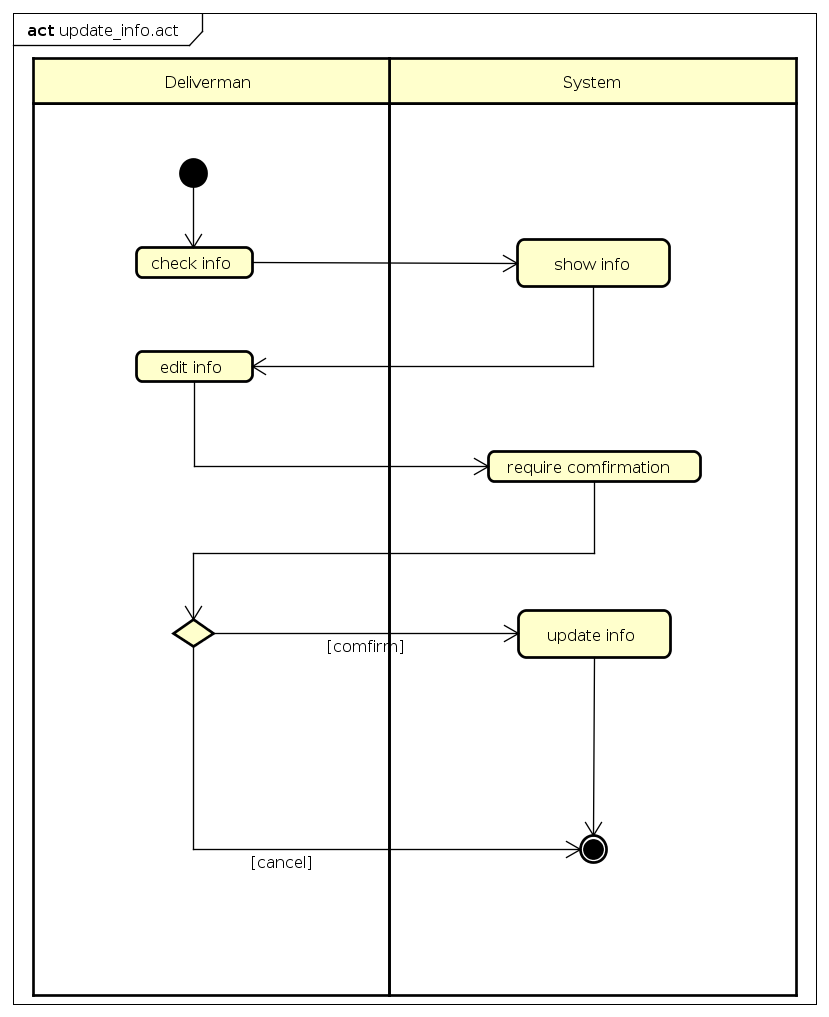 act update_info.act
Deliverman
System
check info
show info
edit info
require comfirmation
update info
[comfirm]
[cancel]